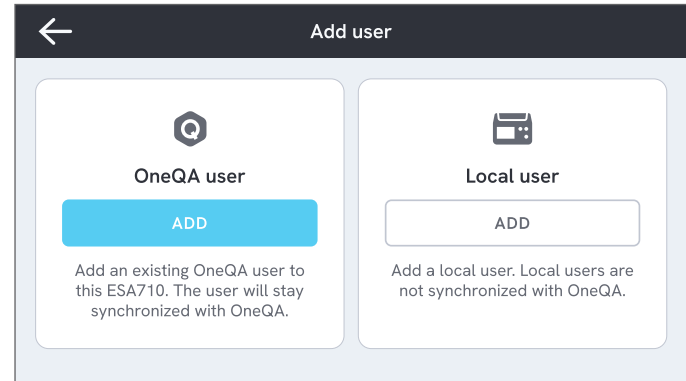 Add user
OneQA user
ADD
Add an existing OneQA user to
this ESA710. The user will stay
synchronized with OneQA.
Local user
ADD
Add a local user. Local users are
not synchronized with OneQA.